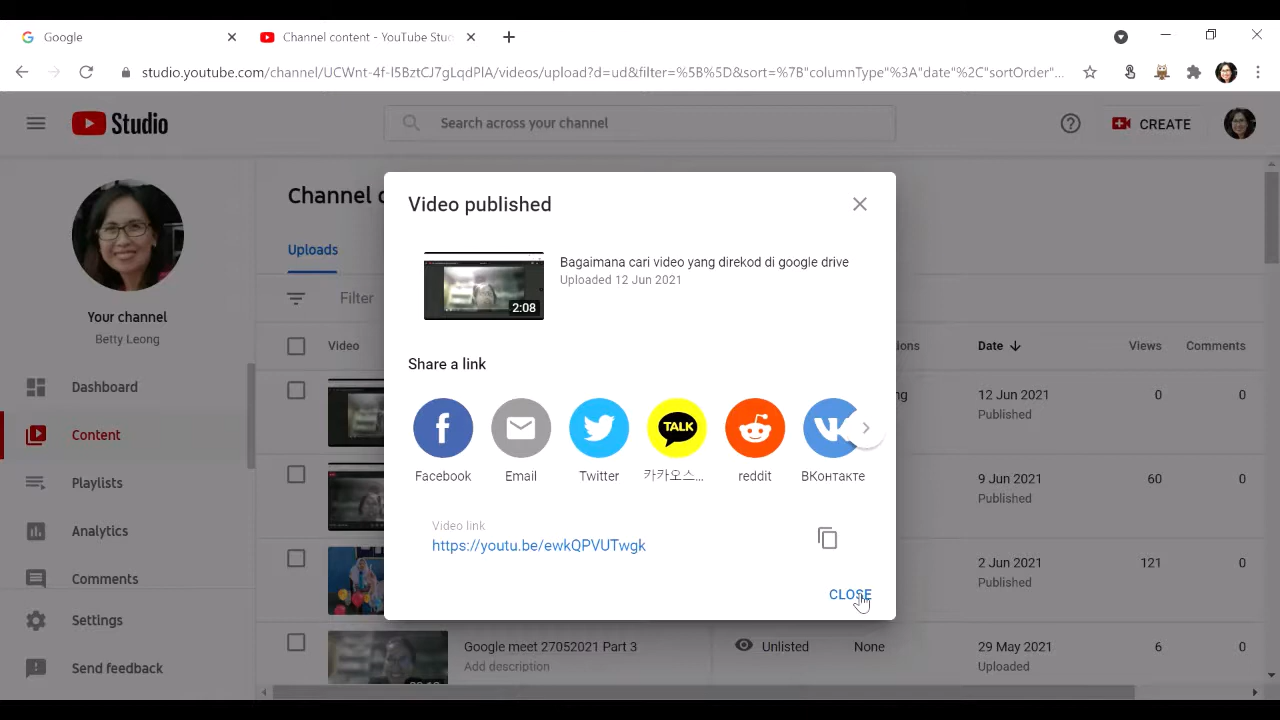 Google
Channel content - YouTube Stu
studio.youtube.com/channel/UCWnt-4f-l5BztCJ7gLqdPlA/videos/upload?d=ud&filter=%5B%5D&sort=%7B"columnType"%3A"date"%2C"sortOrder"...
Studio
Search across your channel
CREATE
Your channel
Betty Leong
Dashboard
Content
Playlists
Analytics
Comments
Settings
Send feedback
Channel c
Uploads
Filter
Video
ons
Date
Views
Comments
ng
12 Jun 2021
Published
0
0
9 Jun 2021
Published
60
0
2 Jun 2021
Published
121
0
Google meet 27052021 Part 3
Add description
Unlisted
None
29 May 2021
Uploaded
6
0
Video published
2:08
Bagaimana cari video yang direkod di google drive
Uploaded 12 Jun 2021
Share a link
TALK
Facebook
Email
Twitter
카카오스...
reddit
ВКонтакте
Video link
https://youtu.be/ewkQPVUTwgk
CLOSE